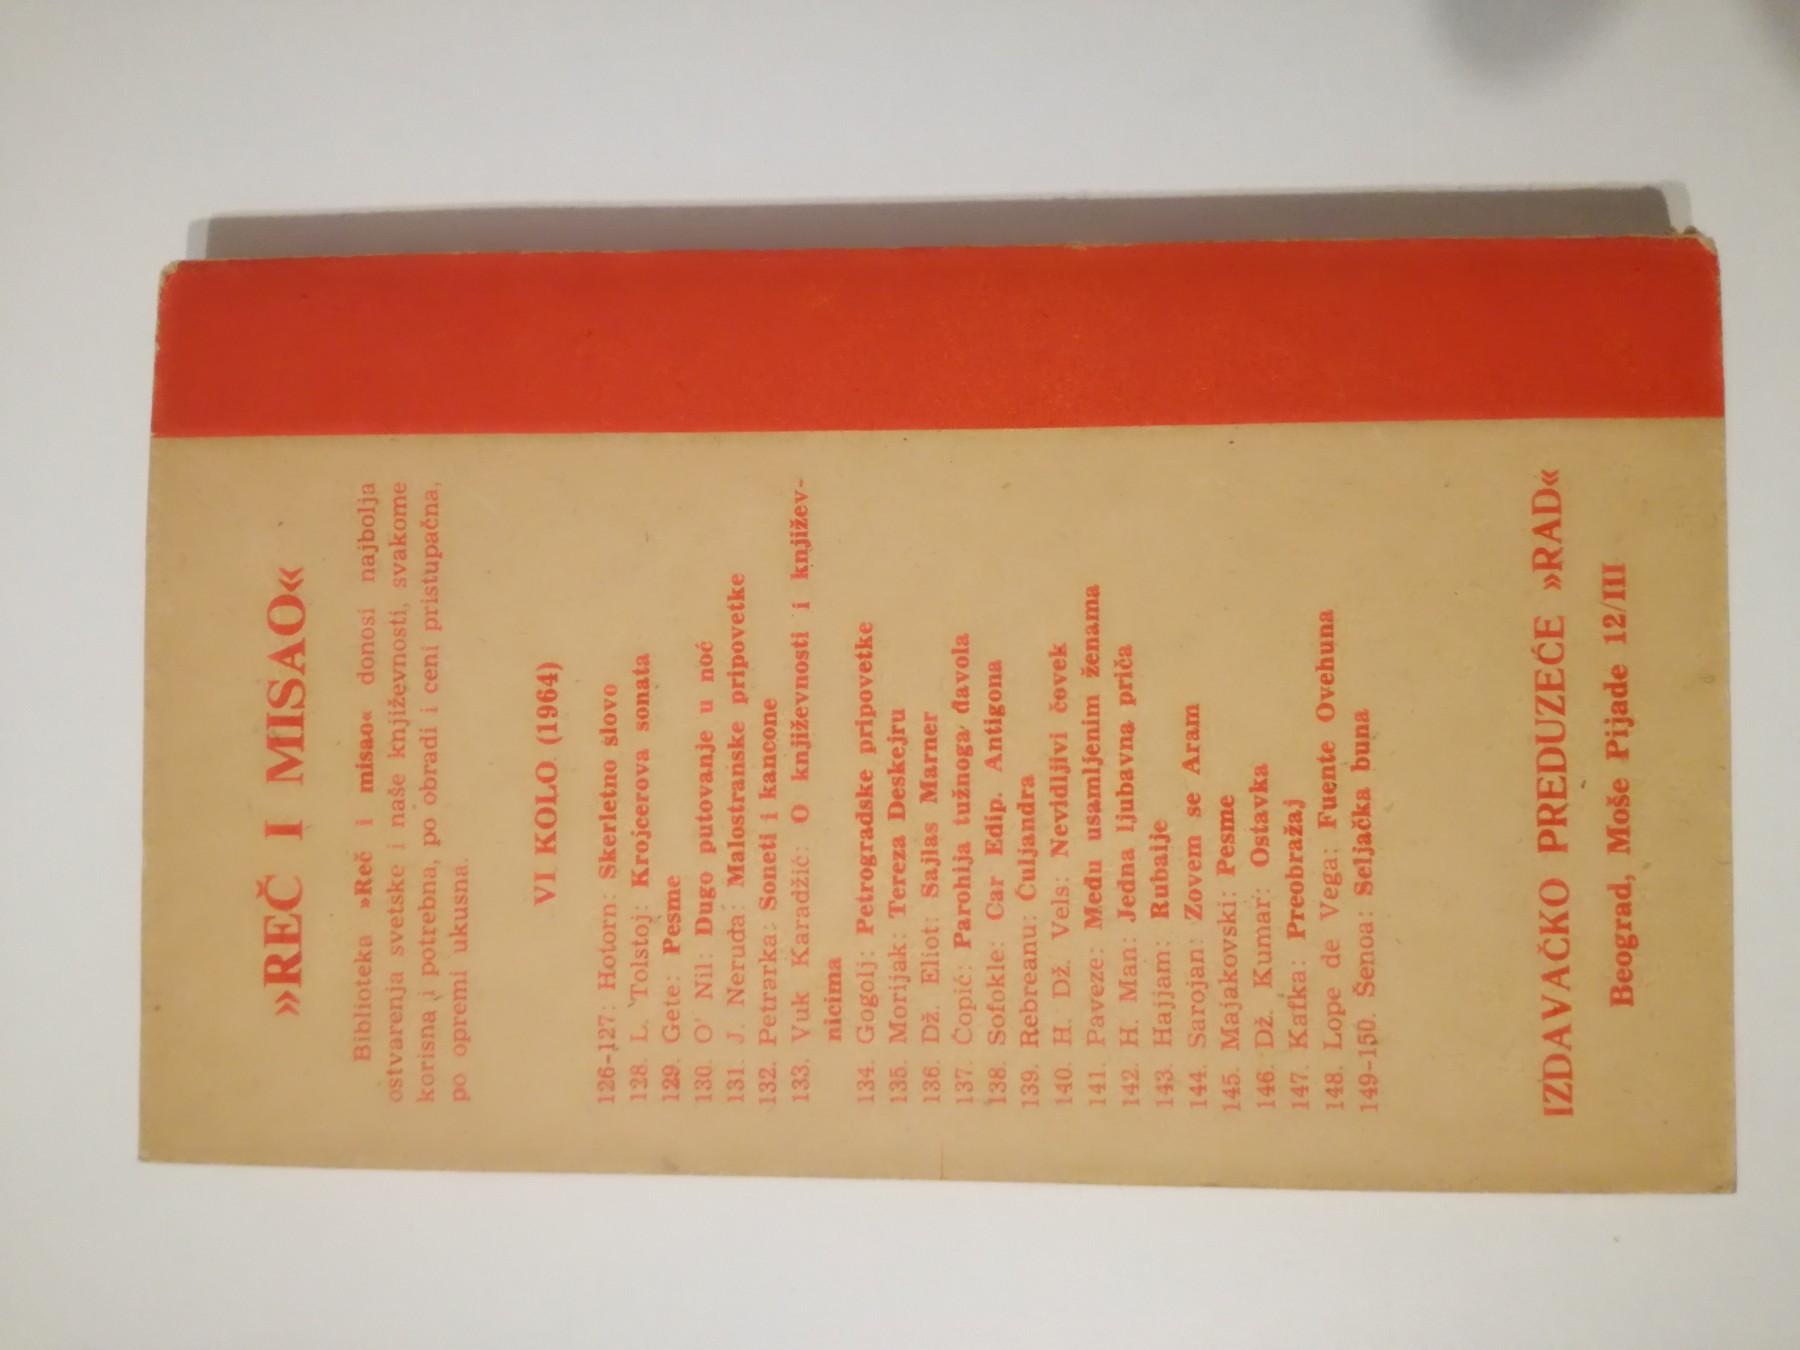 »REČ I MISAO«
Biblioteka »Reč i misao« donosi najbolja
ostvarenja svetske i naše književnosti, svakome
korisna i potrebna, po obradi i ceni pristupačna,
po opremi ukusna.
VI KOLO (1964)
126-127: Hotorn: Skerletno slovo
128. L. Tolstoj: Krojcerova sonata
129. Gete: Pesme
130. O' Nil: Dugo putovanje u noć
131. J. Neruda: Malostranske pripovetke
132. Petrarka: Soneti i kancone
133. Vuk Karadžić: O književnosti i književ-
nicima
134. Gogolj: Petrogradske pripovetke
135. Morijak: Tereza Deskejru
136. Dž. Eliot: Sajlas Marner
137. Ćopić: Parohija tužnoga đavola
138. Sofokle: Car Edip. Antigona
139. Rebreanu: Ćuljandra
140. H. Dž. Vels: Nevidljivi čovek
141. Paveze: Među usamljenim ženama
142. H. Man: Jedna ljubavna priča
143. Hajjam: Rubaije
144. Sarojan: Zovem se Aram
145. Majakovski: Pesme
146. Dž. Kumar: Ostavka
147. Kafka: Preobražaj
148. Lope de Vega: Fuente Ovehuna
149-150. Šenoa: Seljačka buna
IZDAVAČKO PREDUZEĆE »RAD«
Beograd, Moše Pijade 12/III